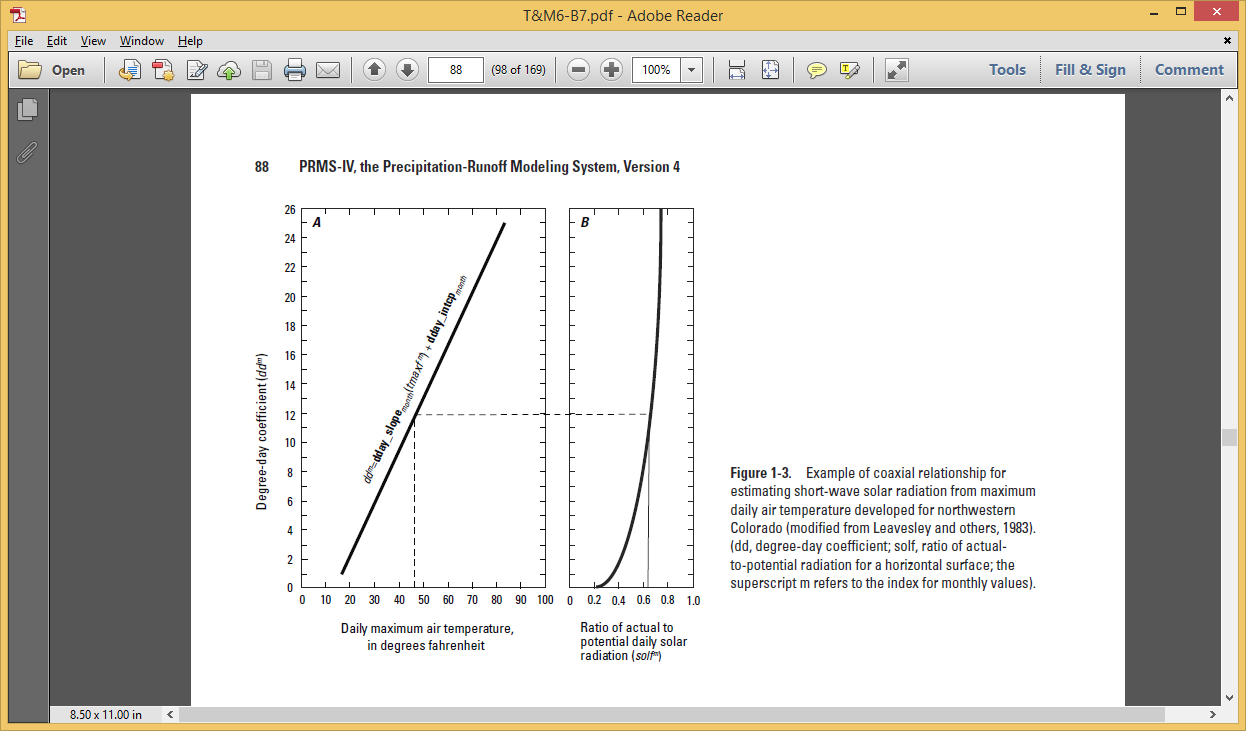 T&M6-B7.pdf - Adobe Reader
File Edit View Window Help
Open 88 (98 of 169) 100% Tools Fill & Sign Comment
88 PRMS-IV, the Precipitation-Runoff Modeling System, Version 4
A
B
26
24
22
20
18
16
14
12
10
8
6
4
2
0
Degree-day coefficient (dd^m)
dd^m=dday_slope_month(tmaxf^m) + dday_intcp_month
0 10 20 30 40 50 60 70 80 90 100
0 0.2 0.4 0.6 0.8 1.0
Daily maximum air temperature,
in degrees fahrenheit
Ratio of actual to
potential daily solar
radiation (solf^m)
Figure 1-3. Example of coaxial relationship for
estimating short-wave solar radiation from maximum
daily air temperature developed for northwestern
Colorado (modified from Leavesley and others, 1983).
(dd, degree-day coefficient; solf, ratio of actual-
to-potential radiation for a horizontal surface; the
superscript m refers to the index for monthly values).
8.50 x 11.00 in